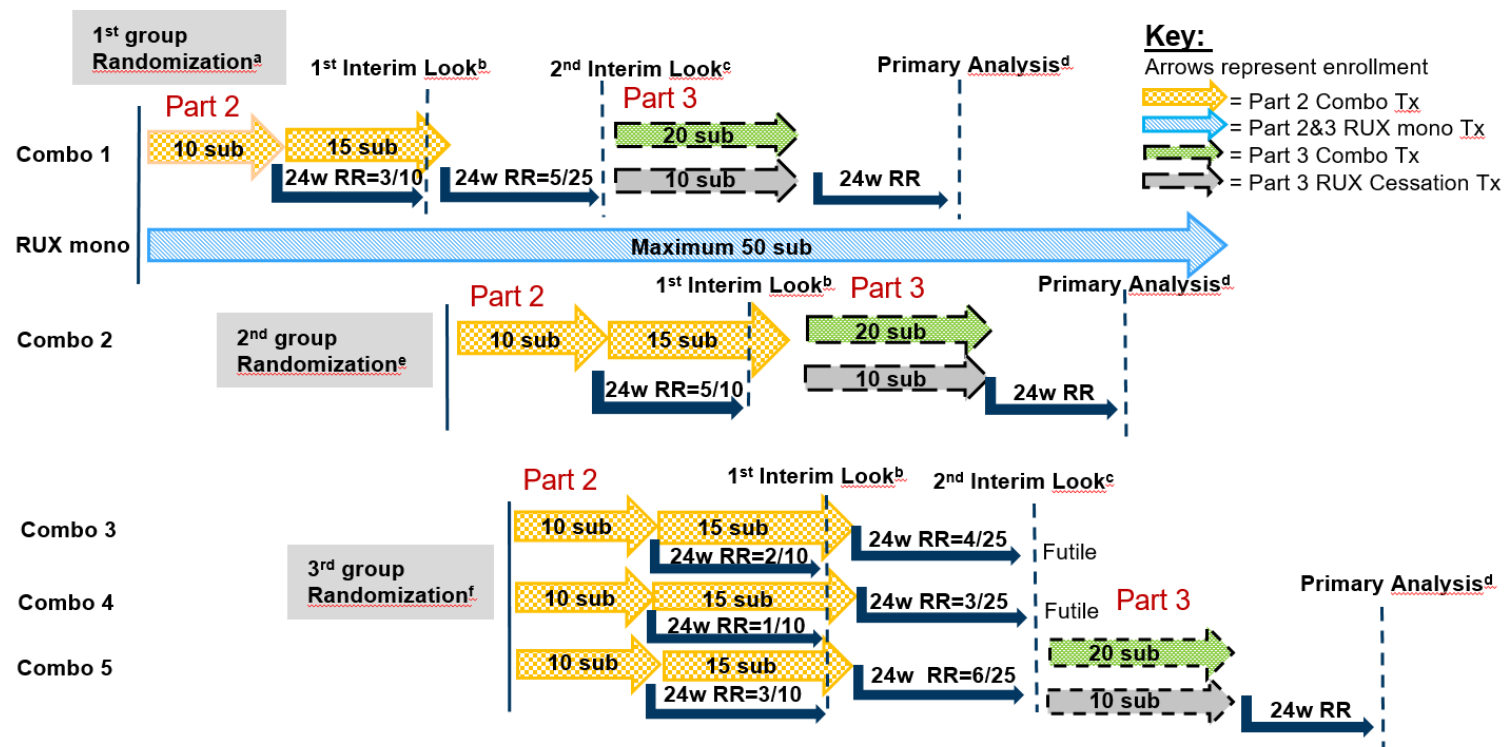 1st group
Randomizationa
1st Interim Lookb
2nd Interim Lookc
Primary Analysisd
Key:
Arrows represent enrollment
= Part 2 Combo Tx
= Part 2&3 RUX mono Tx
= Part 3 Combo Tx
= Part 3 RUX Cessation Tx
Part 2
Part 3
Combo 1
10 sub
15 sub
20 sub
10 sub
24w RR=3/10
24w RR=5/25
24w RR
RUX mono
Maximum 50 sub
Part 2
1st Interim Lookb
Part 3
Primary Analysisd
Combo 2
2nd group
Randomizatione
10 sub
15 sub
20 sub
10 sub
24w RR=5/10
24w RR
Part 2
1st Interim Lookb
2nd Interim Lookc
Combo 3
10 sub
15 sub
24w RR=4/25
Futile
24w RR=2/10
3rd group
Randomizationf
Combo 4
10 sub
15 sub
24w RR=3/25
Futile
Part 3
Primary Analysisd
24w RR=1/10
Combo 5
10 sub
15 sub
24w RR=6/25
20 sub
10 sub
24w RR=3/10
24w RR